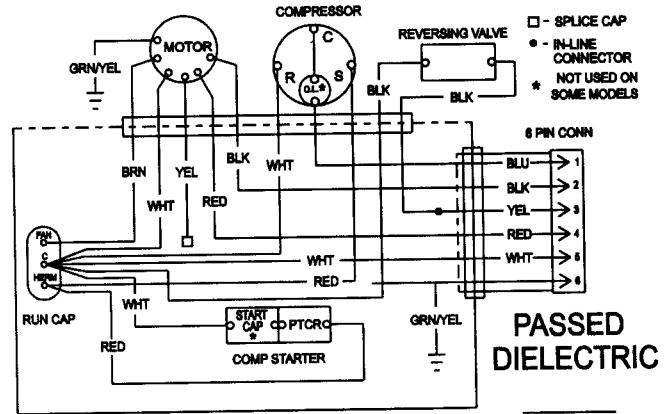 COMPRESSOR
MOTOR
REVERSING VALVE
- SPLICE CAP
- IN-LINE
CONNECTOR
* NOT USED ON
SOME MODELS
GRN/YEL
C
R
S
O.L.*
BLK
BLK
6 PIN CONN
BRN
YEL
BLK
WHT
BLU
1
BLK
2
WHT
RED
YEL
3
RED
4
FAN
C
HERM
WHT
WHT
5
RED
6
RUN CAP
WHT
START
CAP
*
PTCR
GRN/YEL
RED
COMP STARTER
PASSED
DIELECTRIC